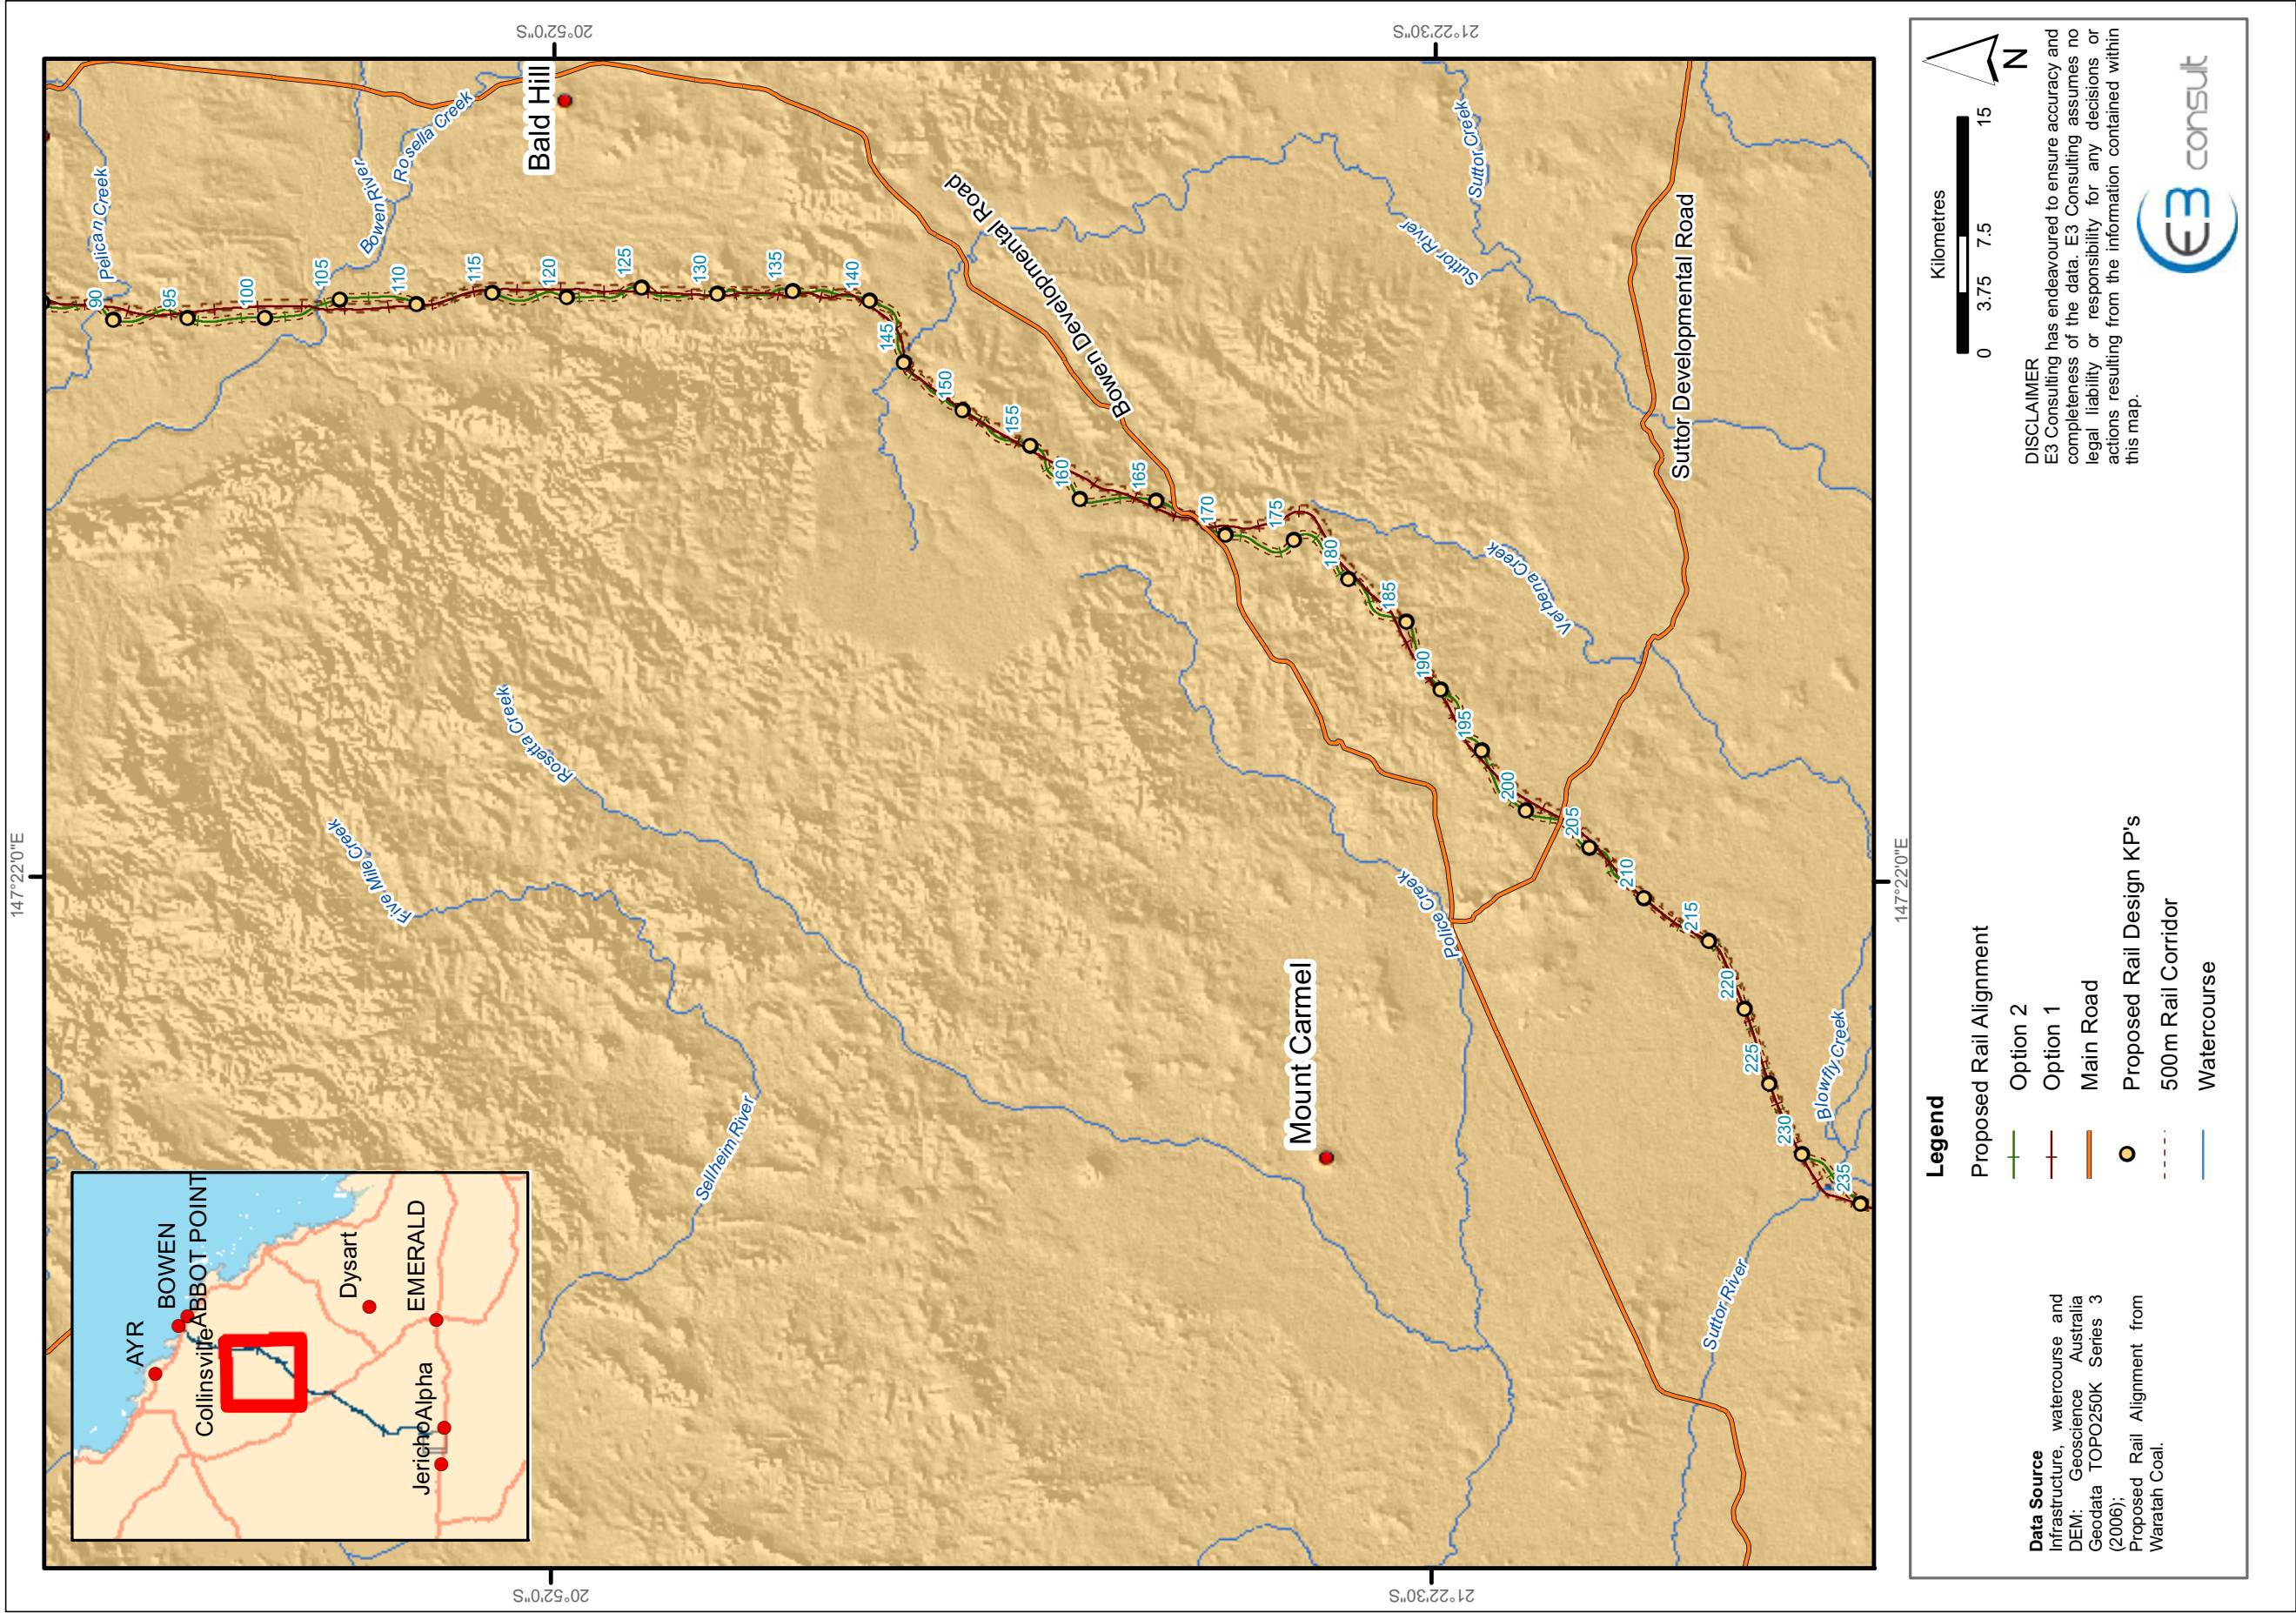 147°22'0"E
20°52'0"S
21°22'30"S
20°52'0"S
21°22'30"S
147°22'0"E
AYR
BOWEN
ABBOT POINT
Collinsville
Dysart
EMERALD
Jericho
Alpha
Pelican Creek
Bowen River
Rosella Creek
Bald Hill
Bowen Developmental Road
Suttor Creek
Suttor River
Suttor Developmental Road
Verbena Creek
Rosetta Creek
Five Mile Creek
Sellheim River
Mount Carmel
Police Creek
Blowfly Creek
Suttor River
90
95
100
105
110
115
120
125
130
135
140
145
150
155
160
165
170
175
180
185
190
195
200
205
210
215
220
225
230
235
Legend
Proposed Rail Alignment
Option 2
Option 1
Main Road
Proposed Rail Design KP's
500m Rail Corridor
Watercourse
Data Source
Infrastructure, watercourse and
DEM: Geoscience Australia
Geodata TOPO250K Series 3
(2006);
Proposed Rail Alignment from
Waratah Coal.
Kilometres
0 3.75 7.5 15
N
DISCLAIMER
E3 Consulting has endeavoured to ensure accuracy and
completeness of the data. E3 Consulting assumes no
legal liability or responsibility for any decisions or
actions resulting from the information contained within
this map.
E3 consult